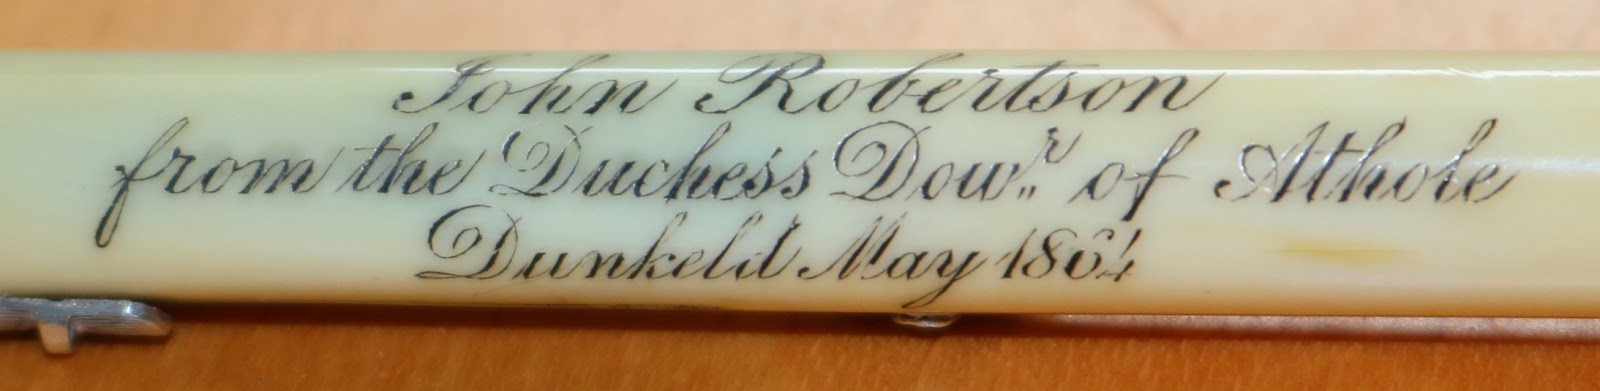 John Robertson
from the Duchess Dowr. of Athole
Dunkeld May 1864